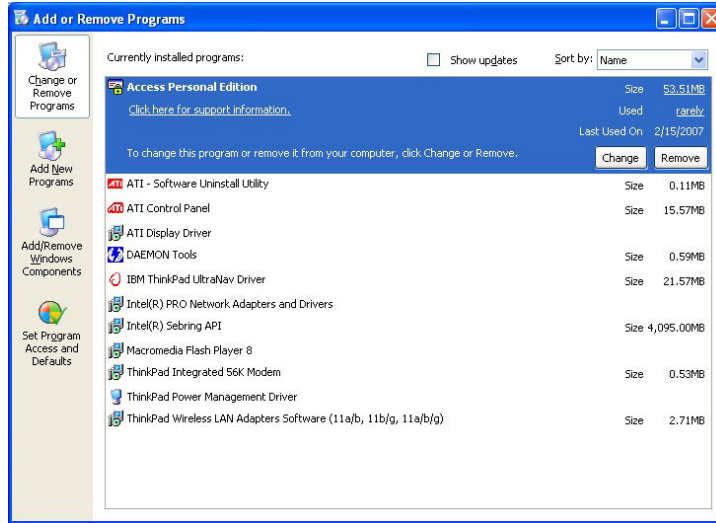 Add or Remove Programs
Change or
Remove
Programs
Add New
Programs
Add/Remove
Windows
Components
Set Program
Access and
Defaults
Currently installed programs:
Show updates
Sort by: Name
Access Personal Edition
Size 53.51MB
Click here for support information.
Used rarely
Last Used On 2/15/2007
To change this program or remove it from your computer, click Change or Remove.
Change Remove
ATI ATI - Software Uninstall Utility Size 0.11MB
ATI ATI Control Panel Size 15.57MB
ATI Display Driver
DAEMON Tools Size 0.59MB
IBM ThinkPad UltraNav Driver Size 21.57MB
Intel(R) PRO Network Adapters and Drivers
Intel(R) Sebring API Size 4,095.00MB
Macromedia Flash Player 8
ThinkPad Integrated 56K Modem Size 0.53MB
ThinkPad Power Management Driver
ThinkPad Wireless LAN Adapters Software (11a/b, 11b/g, 11a/b/g) Size 2.71MB